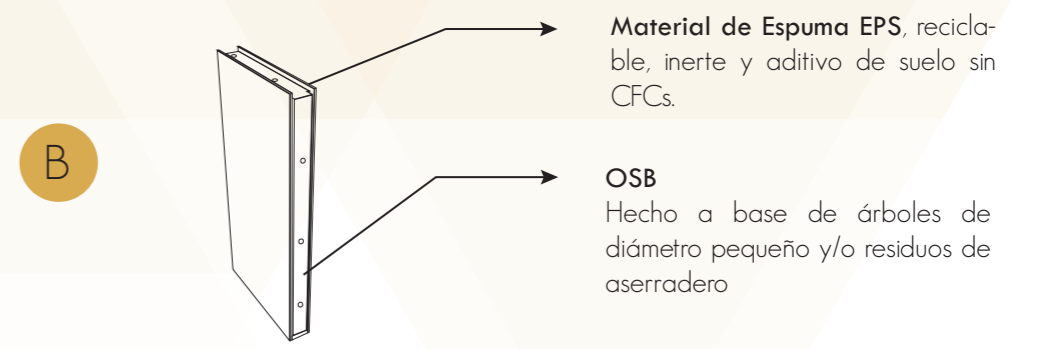 Material de Espuma EPS, recicla-
ble, inerte y aditivo de suelo sin
CFCs.
B
OSB
Hecho a base de árboles de
diámetro pequeño y/o residuos de
aserradero